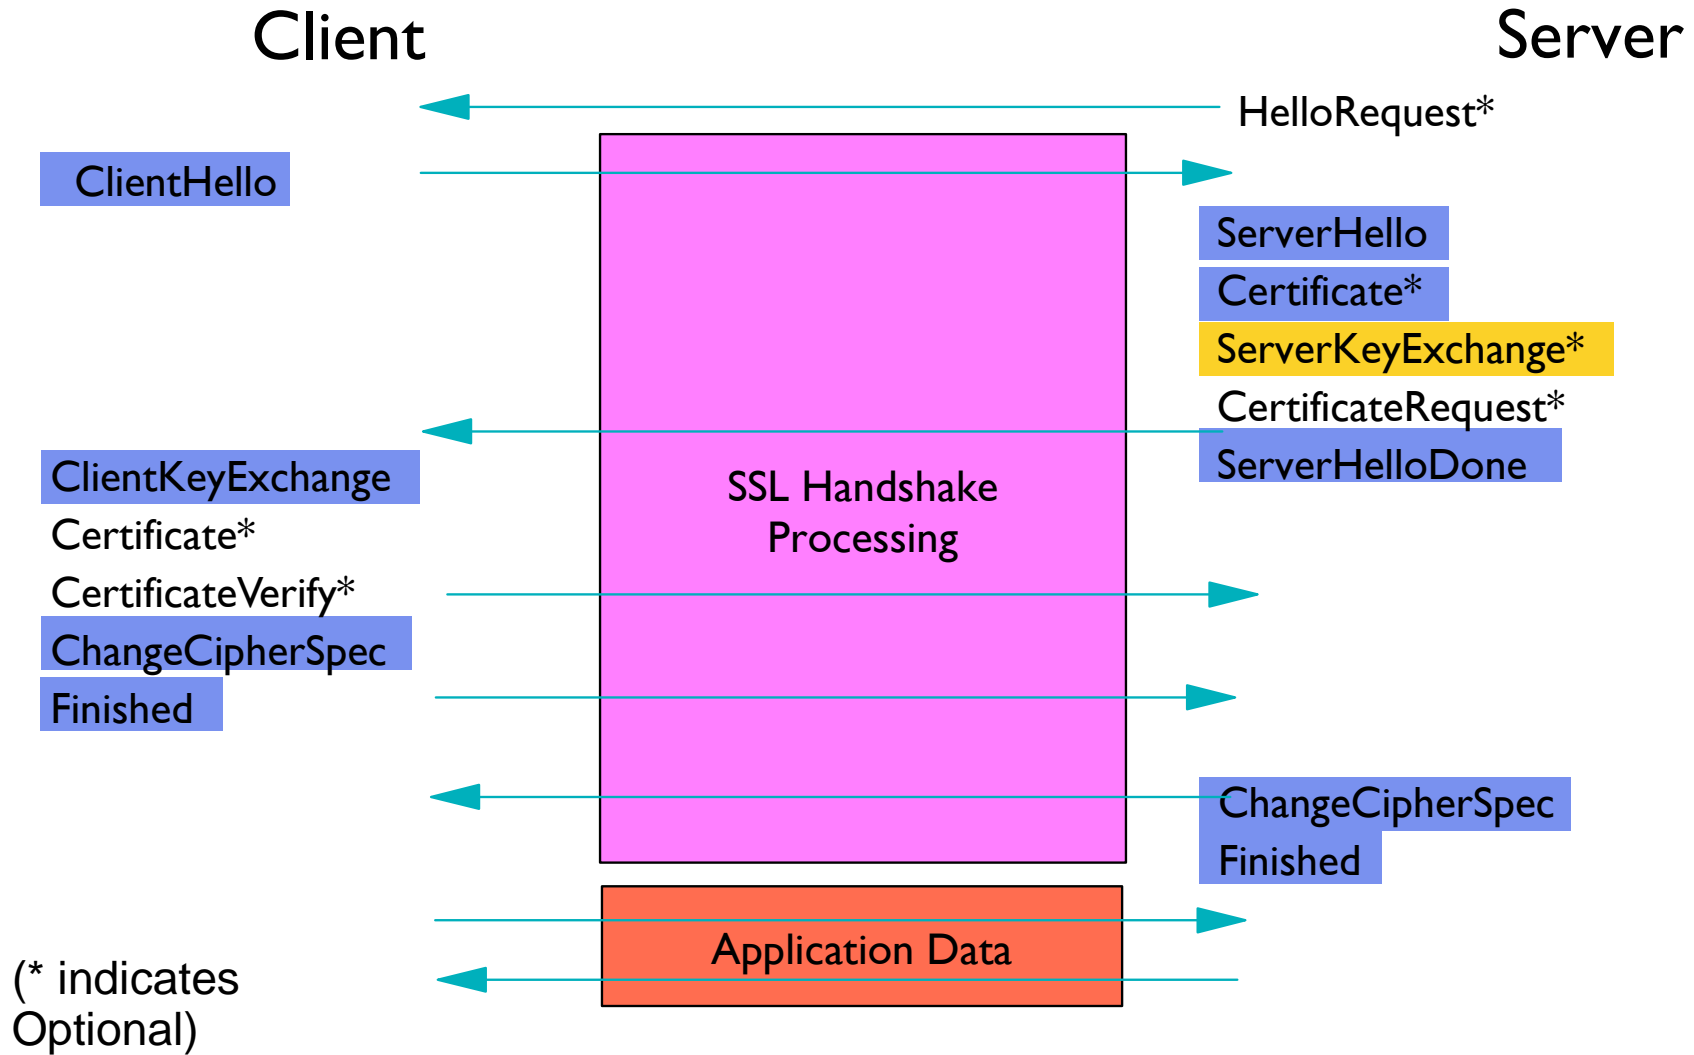 Client
Server
HelloRequest*
ClientHello
ServerHello
Certificate*
ServerKeyExchange*
CertificateRequest*
ServerHelloDone
ClientKeyExchange
Certificate*
CertificateVerify*
ChangeCipherSpec
Finished
SSL Handshake
Processing
ChangeCipherSpec
Finished
Application Data
(* indicates
Optional)